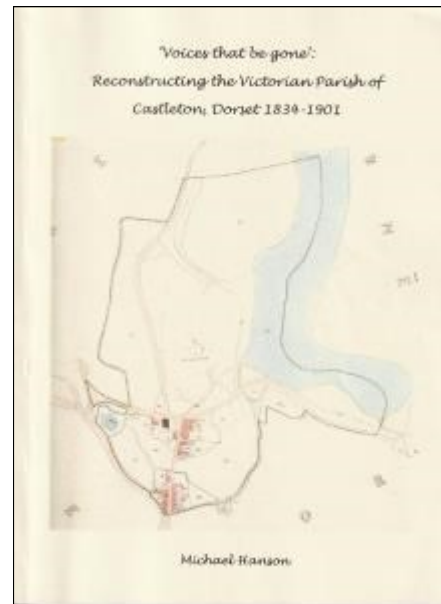 'Voices that be gone':
Reconstructing the Victorian Parish of
Castleton, Dorset 1834-1901
Michael Hanson